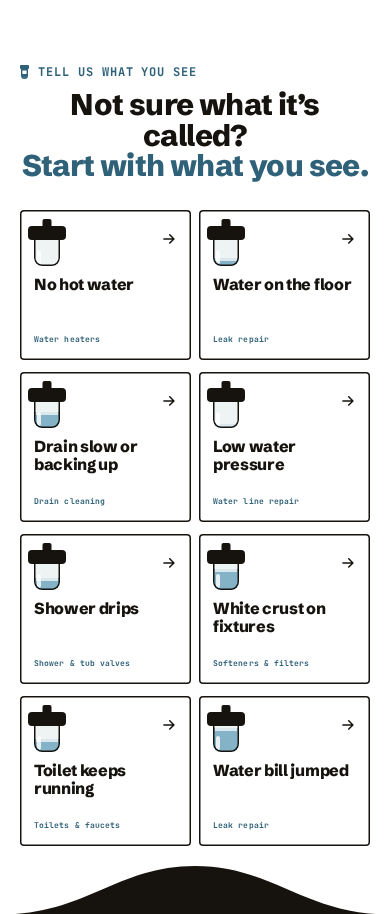 TELL US WHAT YOU SEE
Not sure what it’s
called?
Start with what you see.
No hot water
Water heaters
Water on the floor
Leak repair
Drain slow or
backing up
Drain cleaning
Low water
pressure
Water line repair
Shower drips
Shower & tub valves
White crust on
fixtures
Softeners & filters
Toilet keeps
running
Toilets & faucets
Water bill jumped
Leak repair